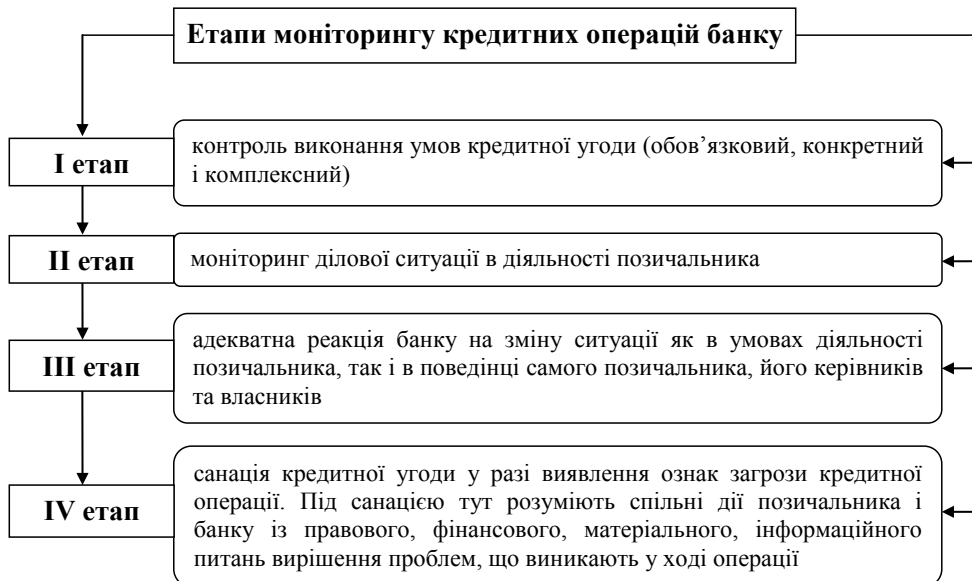 Етапи моніторингу кредитних операцій банку
І етап
контроль виконання умов кредитної угоди (обов’язковий, конкретний
і комплексний)
ІІ етап
моніторинг ділової ситуації в діяльності позичальника
ІІІ етап
адекватна реакція банку на зміну ситуації як в умовах діяльності
позичальника, так і в поведінці самого позичальника, його керівників
та власників
ІV етап
санація кредитної угоди у разі виявлення ознак загрози кредитної
операції. Під санацією тут розуміють спільні дії позичальника і
банку із правового, фінансового, матеріального, інформаційного
питань вирішення проблем, що виникають у ході операції